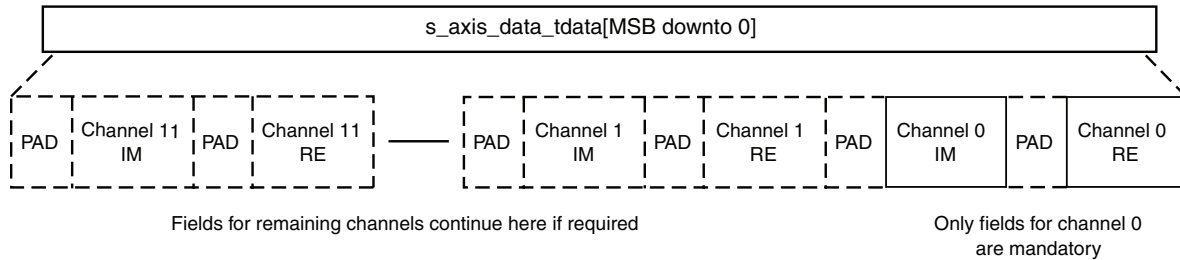 s_axis_data_tdata[MSB downto 0]
PAD
Channel 11
IM
PAD
Channel 11
RE
PAD
Channel 1
IM
PAD
Channel 1
RE
PAD
Channel 0
IM
PAD
Channel 0
RE
Fields for remaining channels continue here if required
Only fields for channel 0
are mandatory